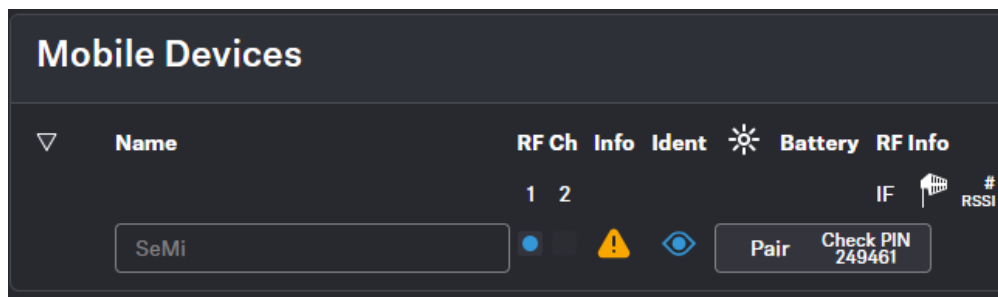 Mobile Devices
Name RF Ch Info Ident Battery RF Info
1 2 IF # RSSI
SeMi Pair Check PIN 249461